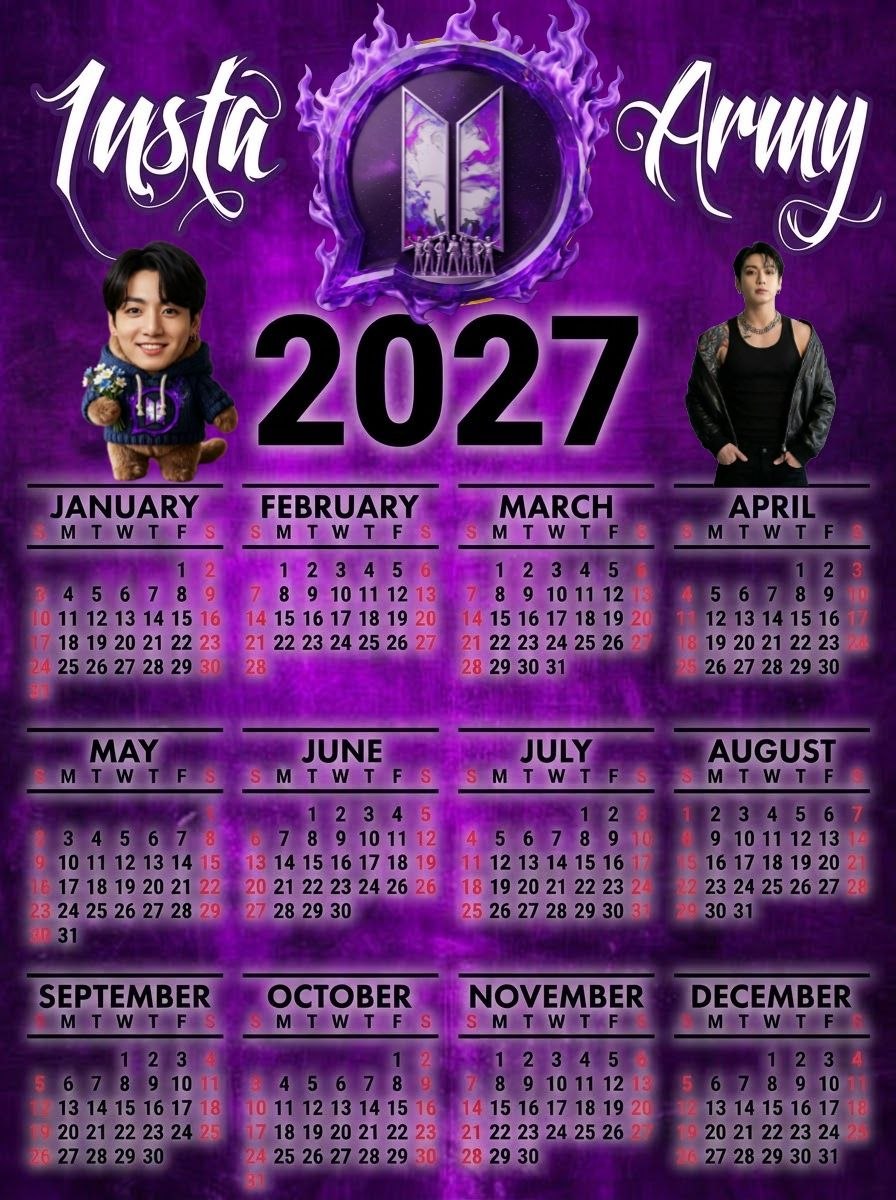 Insta Army
2027
JANUARY FEBRUARY MARCH APRIL
S M T W T F S S M T W T F S S M T W T F S S M T W T F S
1 2 1 2 3 4 5 6 1 2 3 4 5 6 1 2 3
3 4 5 6 7 8 9 7 8 9 10 11 12 13 7 8 9 10 11 12 13 4 5 6 7 8 9 10
10 11 12 13 14 15 16 14 15 16 17 18 19 20 14 15 16 17 18 19 20 11 12 13 14 15 16 17
17 18 19 20 21 22 23 21 22 23 24 25 26 27 21 22 23 24 25 26 27 18 19 20 21 22 23 24
24 25 26 27 28 29 30 28 28 29 30 31 25 26 27 28 29 30
31
MAY JUNE JULY AUGUST
S M T W T F S S M T W T F S S M T W T F S S M T W T F S
1 1 2 3 4 5 1 2 3 1 2 3 4 5 6 7
2 3 4 5 6 7 8 6 7 8 9 10 11 12 4 5 6 7 8 9 10 8 9 10 11 12 13 14
9 10 11 12 13 14 15 13 14 15 16 17 18 19 11 12 13 14 15 16 17 15 16 17 18 19 20 21
16 17 18 19 20 21 22 20 21 22 23 24 25 26 18 19 20 21 22 23 24 22 23 24 25 26 27 28
23 24 25 26 27 28 29 27 28 29 30 25 26 27 28 29 30 31 29 30 31
30 31
SEPTEMBER OCTOBER NOVEMBER DECEMBER
S M T W T F S S M T W T F S S M T W T F S S M T W T F S
1 2 3 4 1 2 1 2 3 4 5 6 1 2 3 4
5 6 7 8 9 10 11 3 4 5 6 7 8 9 7 8 9 10 11 12 13 5 6 7 8 9 10 11
12 13 14 15 16 17 18 10 11 12 13 14 15 16 14 15 16 17 18 19 20 12 13 14 15 16 17 18
19 20 21 22 23 24 25 17 18 19 20 21 22 23 21 22 23 24 25 26 27 19 20 21 22 23 24 25
26 27 28 29 30 24 25 26 27 28 29 30 28 29 30 26 27 28 29 30 31
31